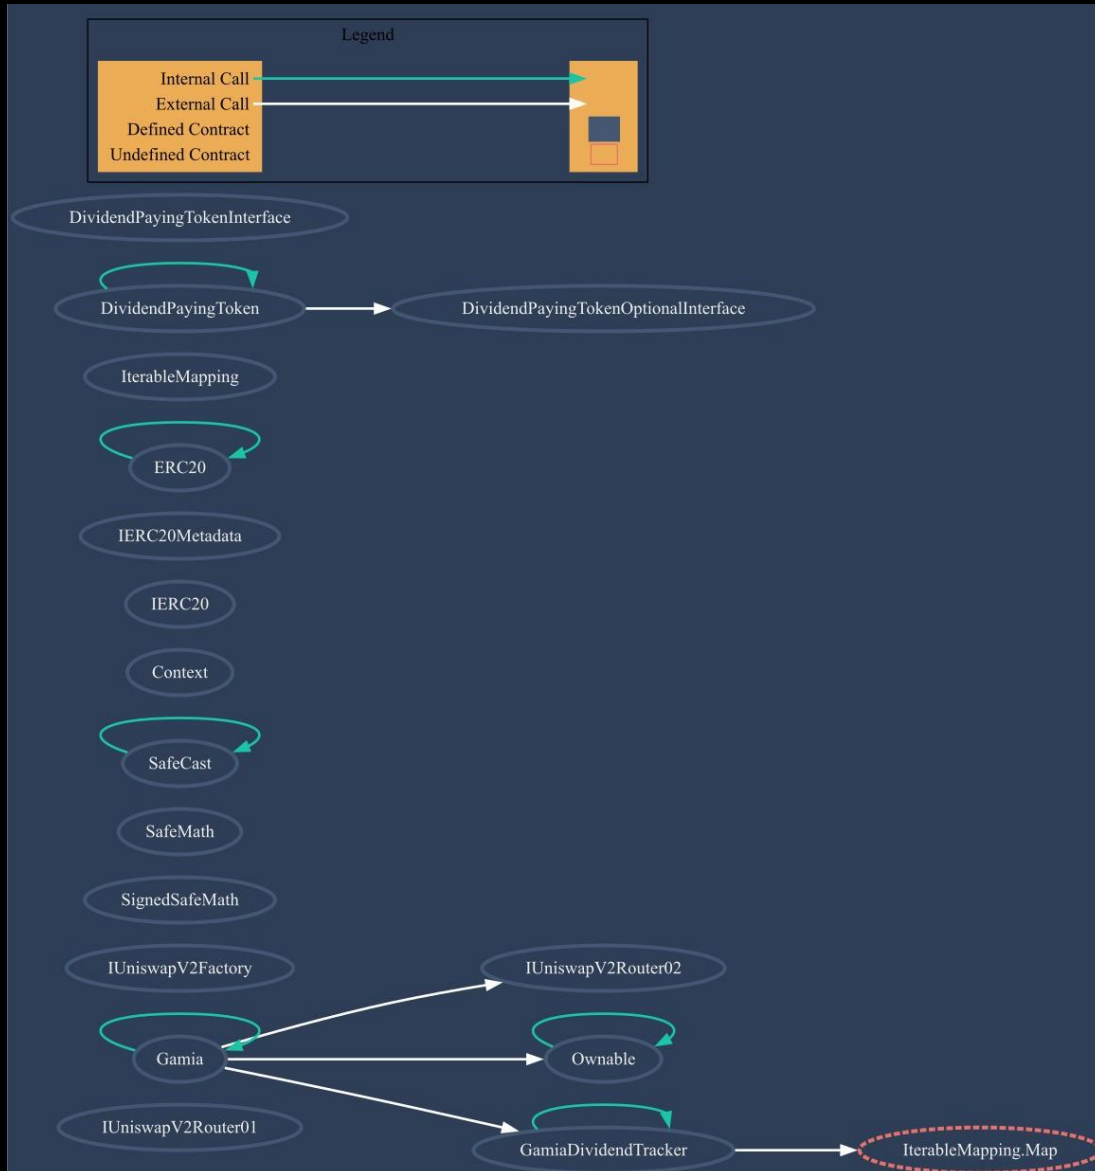 Legend
Internal Call
External Call
Defined Contract
Undefined Contract
DividendPayingTokenInterface
DividendPayingToken
DividendPayingTokenOptionalInterface
IterableMapping
ERC20
IERC20Metadata
IERC20
Context
SafeCast
SafeMath
SignedSafeMath
IUniswapV2Factory
IUniswapV2Router02
Gamia
Ownable
IUniswapV2Router01
GamiaDividendTracker
IterableMapping.Map